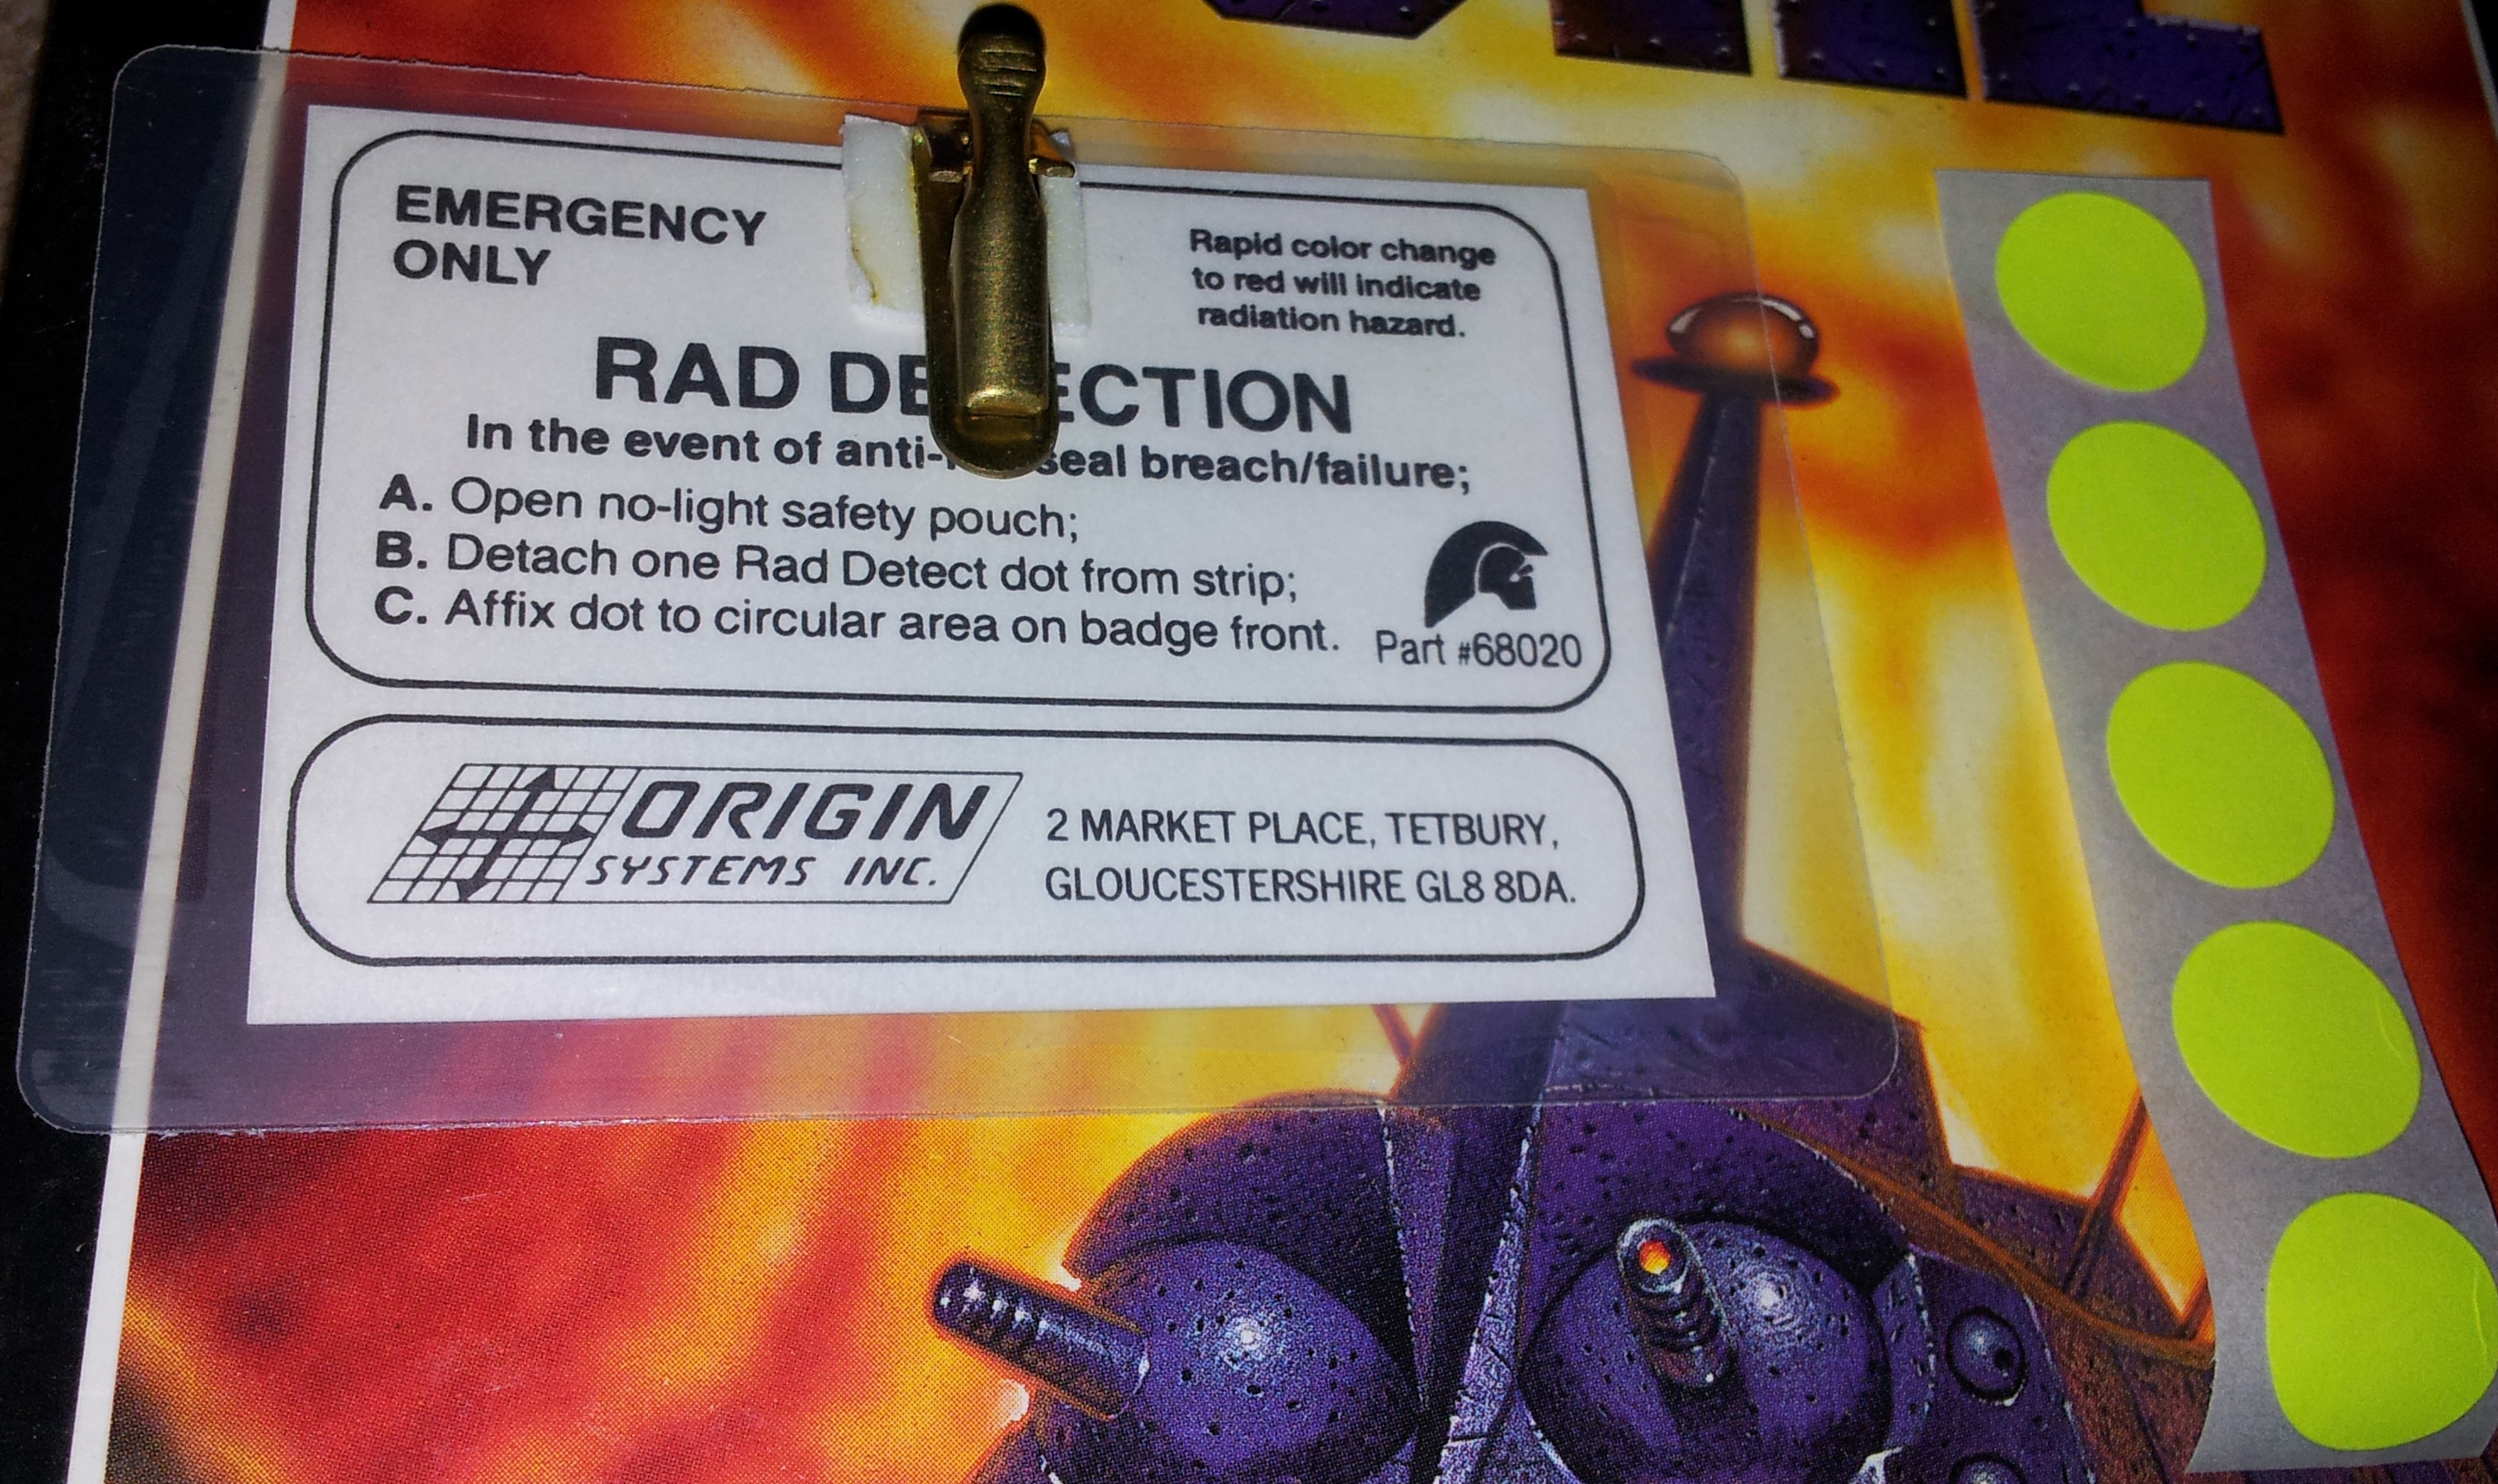 EMERGENCY
ONLY
Rapid color change
to red will indicate
radiation hazard.
RAD DE ECTION
In the event of anti- seal breach/failure;
A. Open no-light safety pouch;
B. Detach one Rad Detect dot from strip;
C. Affix dot to circular area on badge front.
Part #68020
ORIGIN
SYSTEMS INC.
2 MARKET PLACE, TETBURY,
GLOUCESTERSHIRE GL8 8DA.